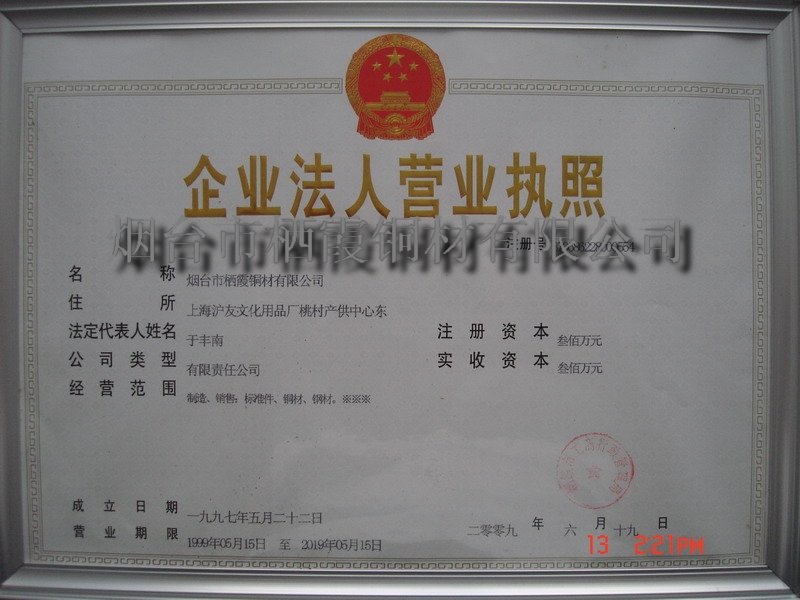 企业法人营业执照
烟台市栖霞铜材有限公司
注册号
名 称 烟台市栖霞铜材有限公司
住 所 上海沪友文化用品厂桃村产供中心东
法定代表人姓名 于丰南 注册资本 叁佰万元
公司类型 有限责任公司 实收资本 叁佰万元
经营范围 制造、销售：标准件、铜材、钢材。※※※
成立日期 一九九七年五月二十二日
营业期限 1999年05月15日 至 2019年05月15日
二零零九 年 六 月 十九 日
13 2:21PM